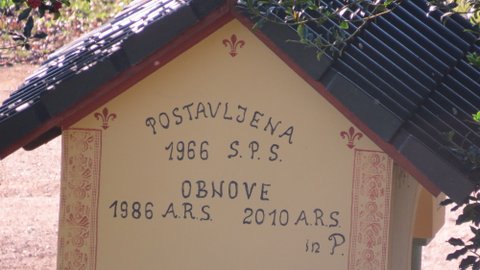 POSTAVLJENA
1966 S.P.S.
OBNOVE
1986 A.R.S. 2010 A.R.S.
in P.